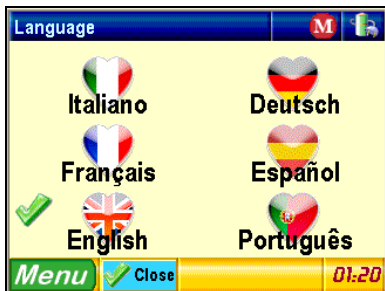 Language M
Italiano Deutsch
Français Español
English Português
Menu Close 01:20